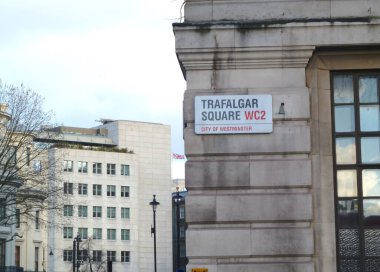 TRAFALGAR
SQUARE WC2
CITY OF WESTMINSTER